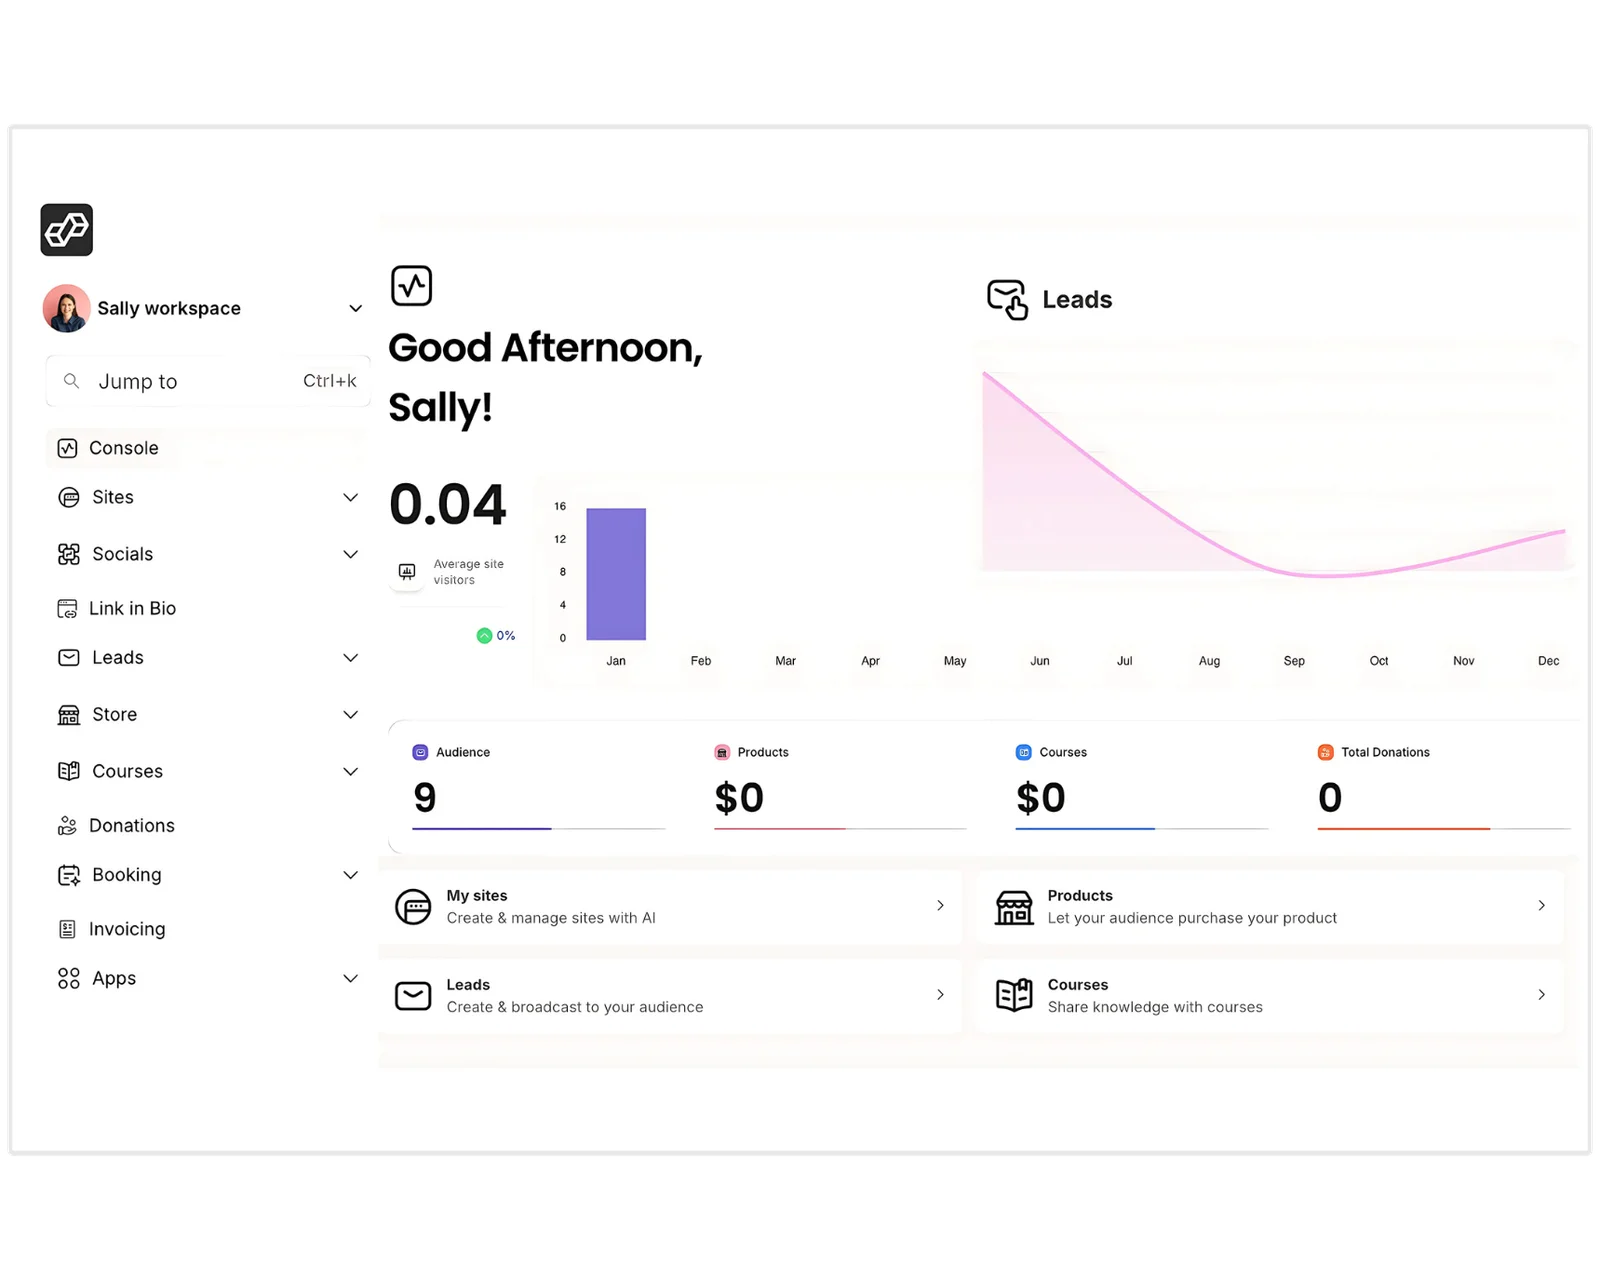 Sally workspace
Jump to Ctrl+k
Console
Sites
Socials
Link in Bio
Leads
Store
Courses
Donations
Booking
Invoicing
Apps
Good Afternoon,
Sally!
0.04
Average site
visitors
0%
16
12
8
4
0
Jan Feb Mar Apr May Jun Jul Aug Sep Oct Nov Dec
Leads
Audience
9
Products
$0
Courses
$0
Total Donations
0
My sites
Create & manage sites with AI
Products
Let your audience purchase your product
Leads
Create & broadcast to your audience
Courses
Share knowledge with courses